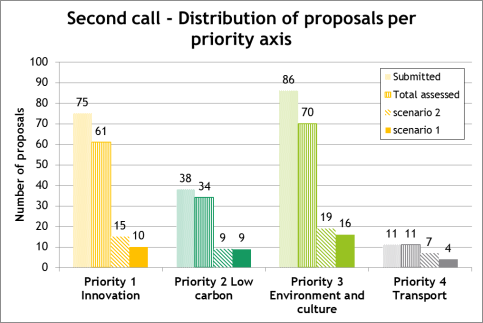 Second call - Distribution of proposals per
priority axis
Number of proposals
100
90
80
70
60
50
40
30
20
10
0
75
61
15
10
38
34
9
9
86
70
19
16
11
11
7
4
Submitted
Total assessed
scenario 2
scenario 1
Priority 1
Innovation
Priority 2 Low
carbon
Priority 3
Environment and
culture
Priority 4
Transport